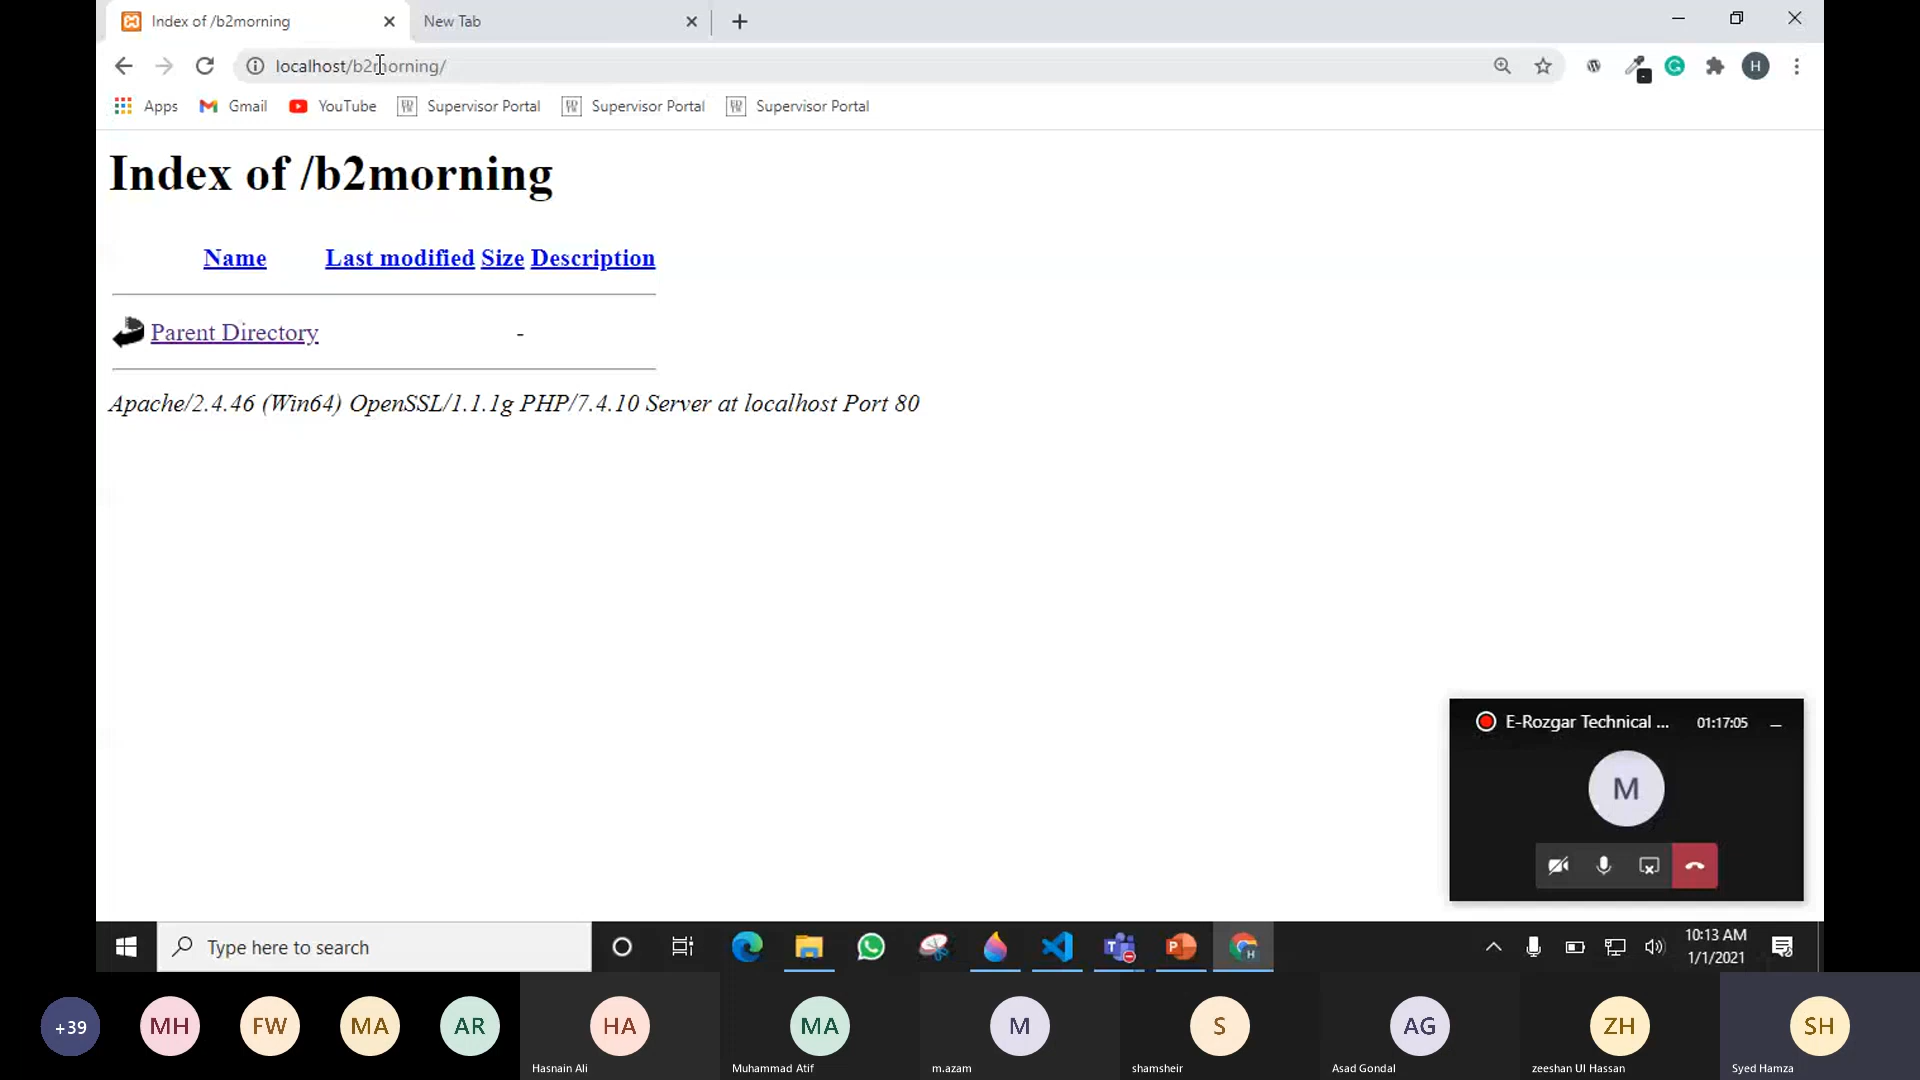 Index of /b2morning
New Tab
localhost/b2morning/
H
Apps
Gmail
YouTube
Supervisor Portal
Supervisor Portal
Supervisor Portal
Index of /b2morning
Name Last modified Size Description
Parent Directory -
Apache/2.4.46 (Win64) OpenSSL/1.1.1g PHP/7.4.10 Server at localhost Port 80
E-Rozgar Technical ... 01:17:05
M
Type here to search
10:13 AM
1/1/2021
+39
MH
FW
MA
AR
HA
MA
M
S
AG
ZH
SH
Hasnain Ali
Muhammad Atif
m.azam
shamsheir
Asad Gondal
zeeshan Ul Hassan
Syed Hamza